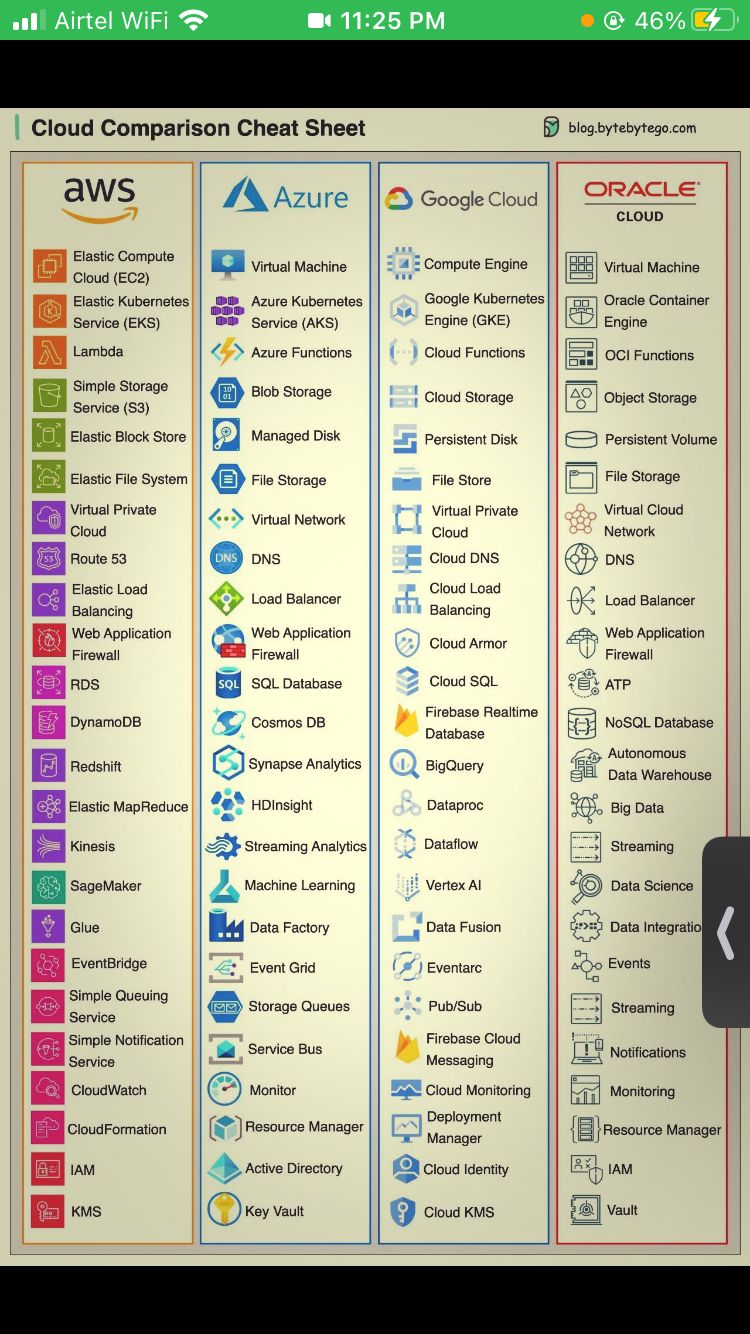 Airtel WiFi 11:25 PM 46%
Cloud Comparison Cheat Sheet
blog.bytebytego.com
aws
Elastic Compute
Cloud (EC2)
Elastic Kubernetes
Service (EKS)
Lambda
Simple Storage
Service (S3)
Elastic Block Store
Elastic File System
Virtual Private
Cloud
53
Route 53
Elastic Load
Balancing
Web Application
Firewall
RDS
DynamoDB
Redshift
Elastic MapReduce
Kinesis
SageMaker
Glue
EventBridge
Simple Queuing
Service
Simple Notification
Service
CloudWatch
CloudFormation
IAM
KMS
Azure
Virtual Machine
Azure Kubernetes
Service (AKS)
Azure Functions
10
01
Blob Storage
Managed Disk
File Storage
Virtual Network
DNS
DNS
Load Balancer
Web Application
Firewall
SQL
SQL Database
Cosmos DB
Synapse Analytics
HDInsight
Streaming Analytics
Machine Learning
Data Factory
Event Grid
Storage Queues
Service Bus
Monitor
Resource Manager
Active Directory
Key Vault
Google Cloud
Compute Engine
Google Kubernetes
Engine (GKE)
Cloud Functions
Cloud Storage
Persistent Disk
File Store
Virtual Private
Cloud
Cloud DNS
Cloud Load
Balancing
Cloud Armor
Cloud SQL
Firebase Realtime
Database
BigQuery
Dataproc
Dataflow
Vertex AI
Data Fusion
Eventarc
Pub/Sub
Firebase Cloud
Messaging
Cloud Monitoring
Deployment
Manager
Cloud Identity
Cloud KMS
ORACLE
CLOUD
Virtual Machine
Oracle Container
Engine
OCI Functions
Object Storage
Persistent Volume
File Storage
Virtual Cloud
Network
DNS
Load Balancer
Web Application
Firewall
ATP
NoSQL Database
Autonomous
Data Warehouse
Big Data
Streaming
Data Science
Data Integratio
Events
Streaming
Notifications
Monitoring
Resource Manager
IAM
Vault